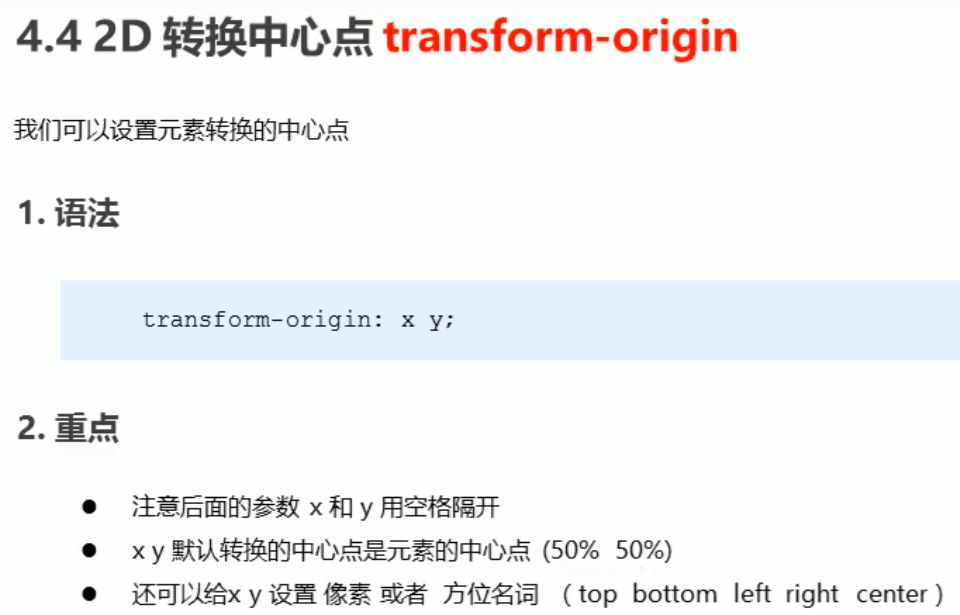 4.4 2D 转换中心点 transform-origin
我们可以设置元素转换的中心点
1. 语法
transform-origin: x y;
2. 重点
● 注意后面的参数 x 和 y 用空格隔开
● x y 默认转换的中心点是元素的中心点 (50% 50%)
● 还可以给x y 设置 像素 或者 方位名词 （top bottom left right center）